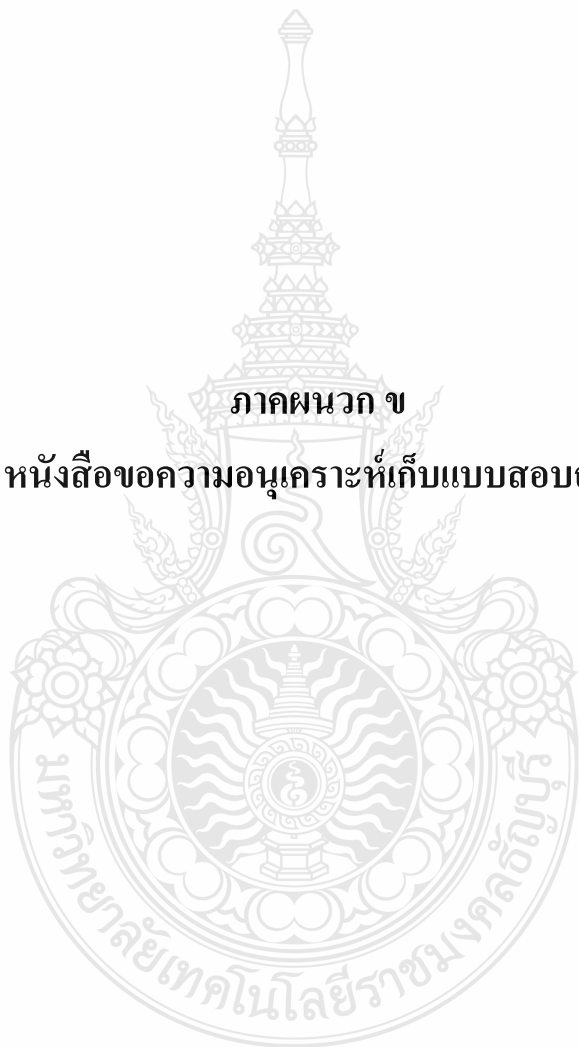 ภาคผนวก ข
หนังสือขอความอนุเคราะห์เก็บแบบสอบ
มหาวิทยาลัยเทคโนโลยีราชมงคลธัญบุรี